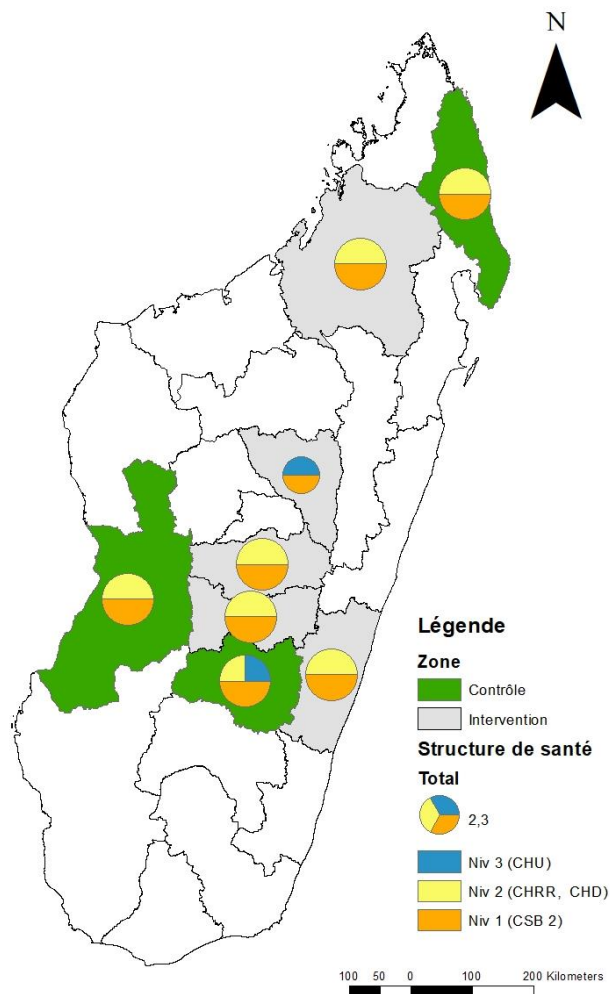 N
Légende
Zone
Contrôle
Intervention
Structure de santé
Total
2,3
Niv 3 (CHU)
Niv 2 (CHRR, CHD)
Niv 1 (CSB 2)
100 50 0 100 200 Kilometers